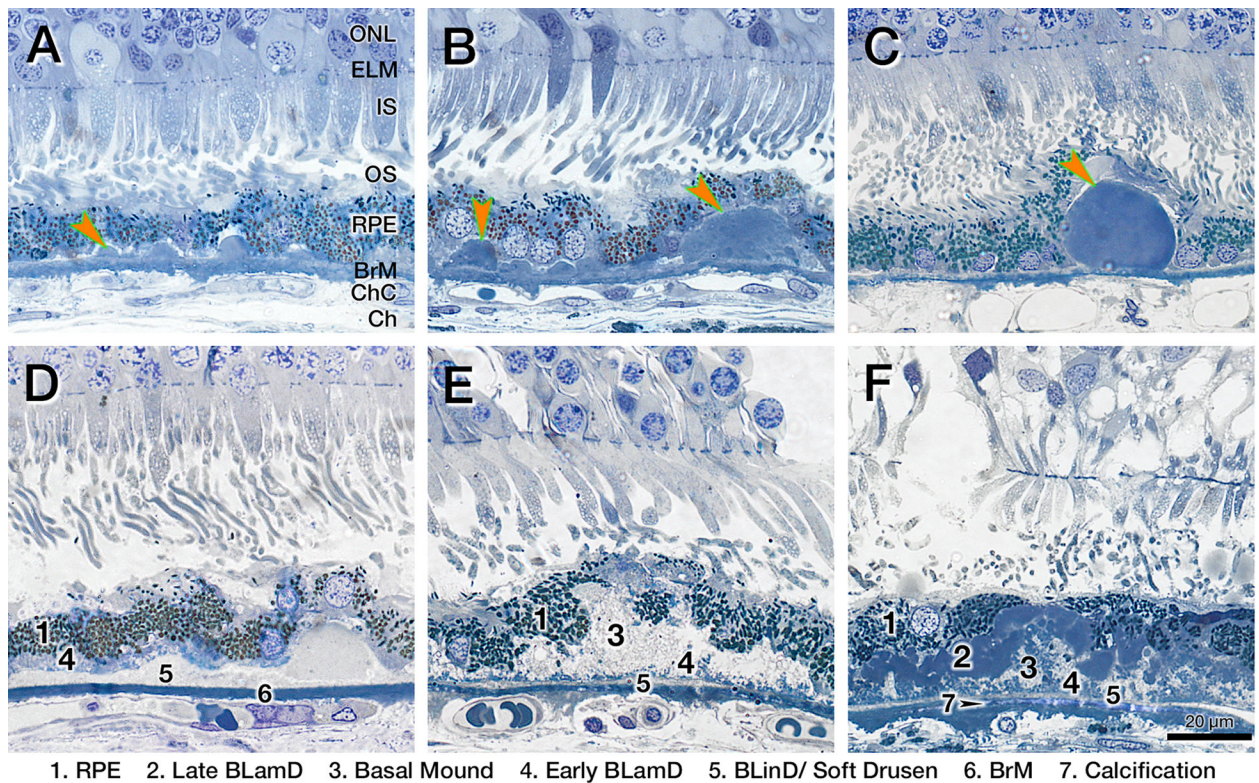 A
ONL
ELM
IS
OS
RPE
BrM
ChC
Ch
B
C
D
1
4
5
6
E
1
3
4
5
F
1
2
3
4
5
7
20 µm
1. RPE 2. Late BLamD 3. Basal Mound 4. Early BLamD 5. BLinD/ Soft Drusen 6. BrM 7. Calcification